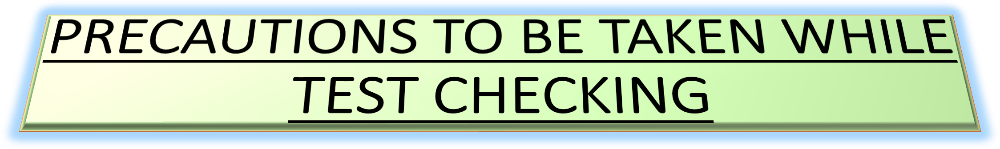 PRECAUTIONS TO BE TAKEN WHILE
TEST CHECKING